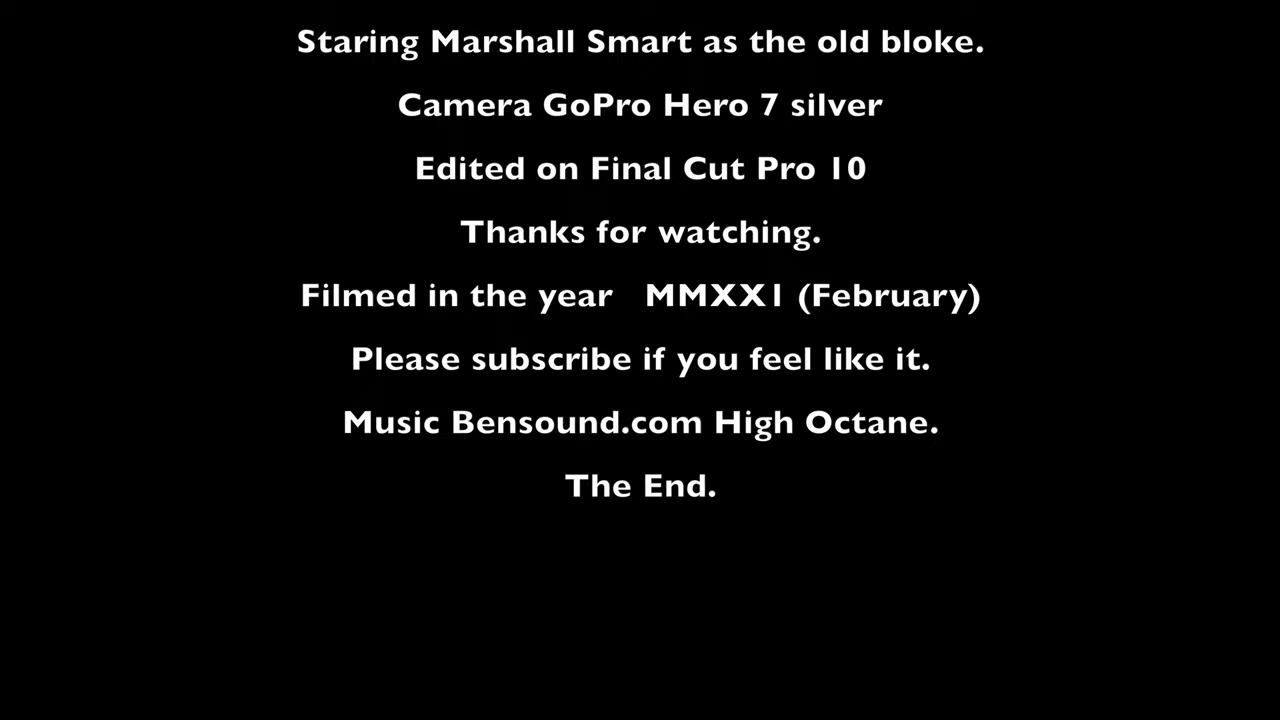 Staring Marshall Smart as the old bloke.
Camera GoPro Hero 7 silver
Edited on Final Cut Pro 10
Thanks for watching.
Filmed in the year MMXX1 (February)
Please subscribe if you feel like it.
Music Bensound.com High Octane.
The End.